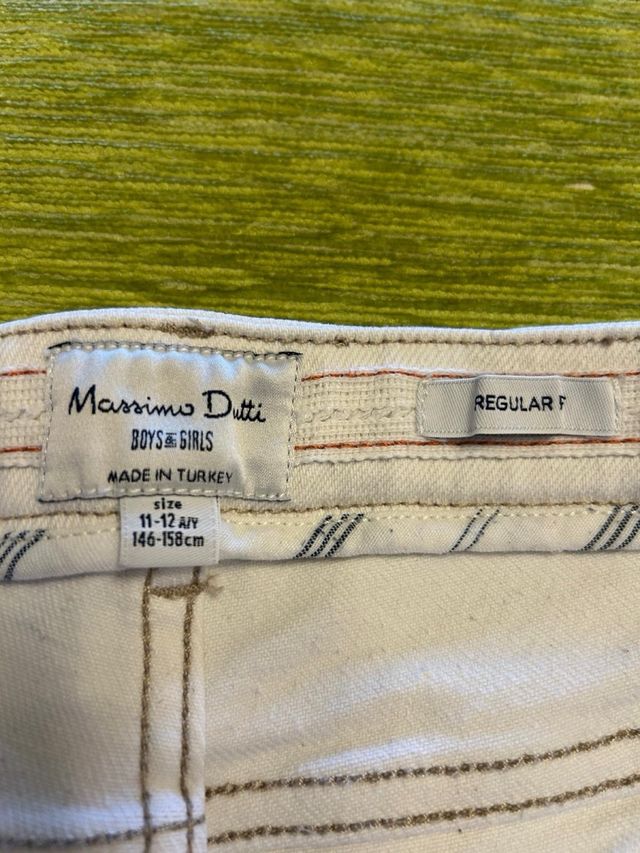 Massimo Dutti
BOYS & GIRLS
MADE IN TURKEY
size
11-12 A/Y
146-158cm
REGULAR F